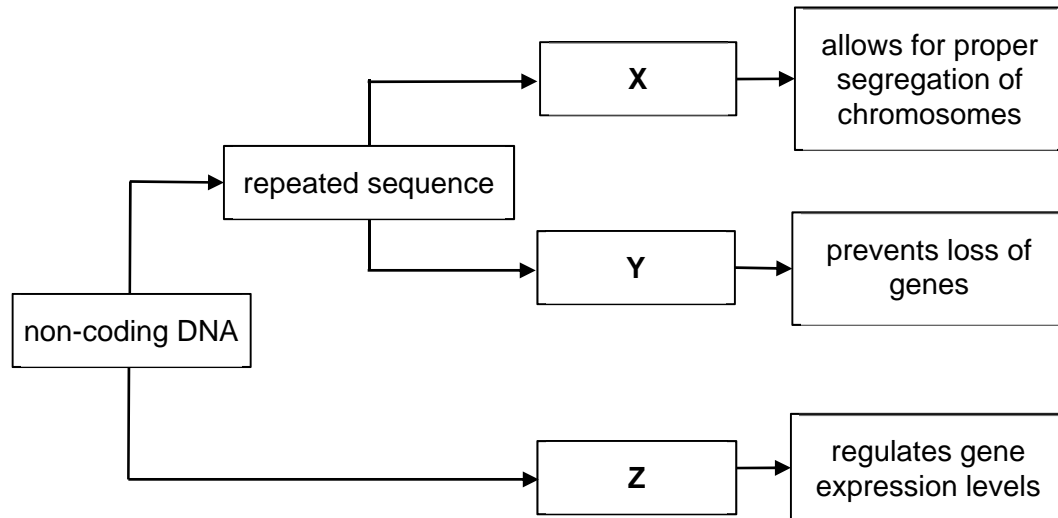 X
allows for proper
segregation of
chromosomes
repeated sequence
Y
prevents loss of
genes
non-coding DNA
Z
regulates gene
expression levels